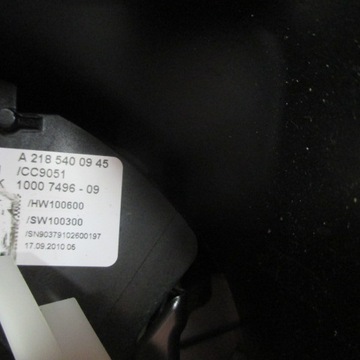 A 218 540 09 45
/CC9051
K 1000 7496 - 09
/HW100600
/SW100300
/SN90379102600197
17.09.2010 05